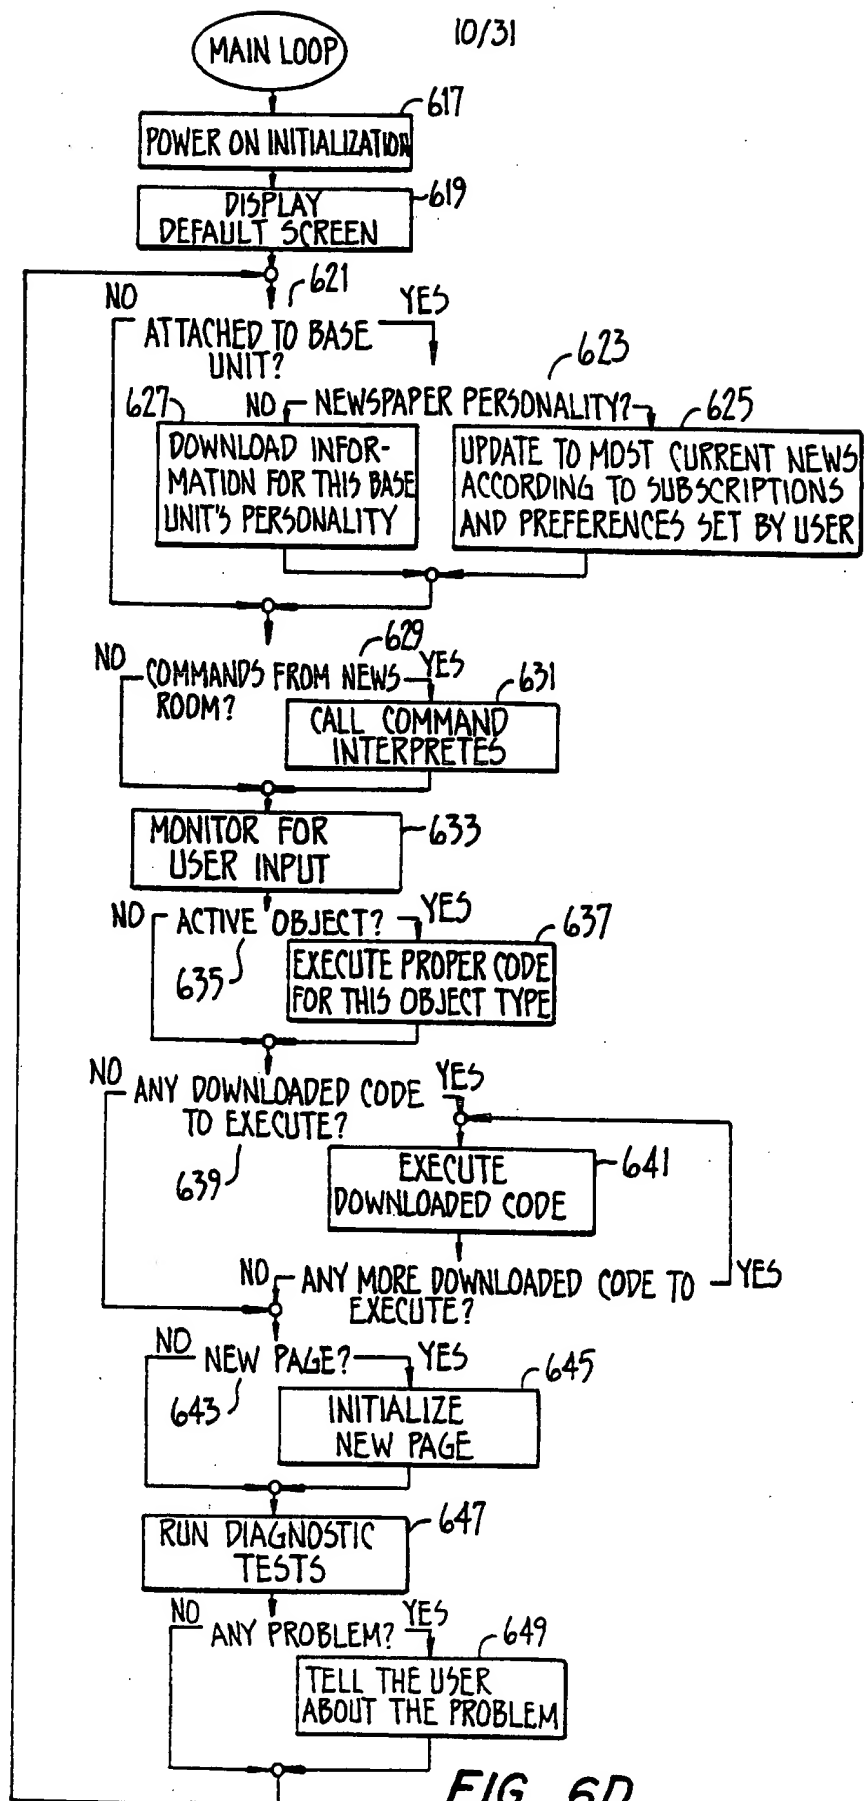 10/31
MAIN LOOP
617
POWER ON INITIALIZATION
619
DISPLAY
DEFAULT SCREEN
621
NO
YES
ATTACHED TO BASE
UNIT?
623
627
NO
NEWSPAPER PERSONALITY?
625
DOWNLOAD INFOR-
MATION FOR THIS BASE
UNIT'S PERSONALITY
UPDATE TO MOST CURRENT NEWS
ACCORDING TO SUBSCRIPTIONS
AND PREFERENCES SET BY USER
629
NO
COMMANDS FROM NEWS
ROOM?
YES
631
CALL COMMAND
INTERPRETES
MONITOR FOR
USER INPUT
633
NO
ACTIVE OBJECT?
YES
635
637
EXECUTE PROPER CODE
FOR THIS OBJECT TYPE
NO
ANY DOWNLOADED CODE
TO EXECUTE?
YES
639
EXECUTE
DOWNLOADED CODE
641
NO
ANY MORE DOWNLOADED CODE TO
EXECUTE?
YES
NO
NEW PAGE?
YES
643
645
INITIALIZE
NEW PAGE
RUN DIAGNOSTIC
TESTS
647
NO
ANY PROBLEM?
YES
649
TELL THE USER
ABOUT THE PROBLEM
FIG. 6D